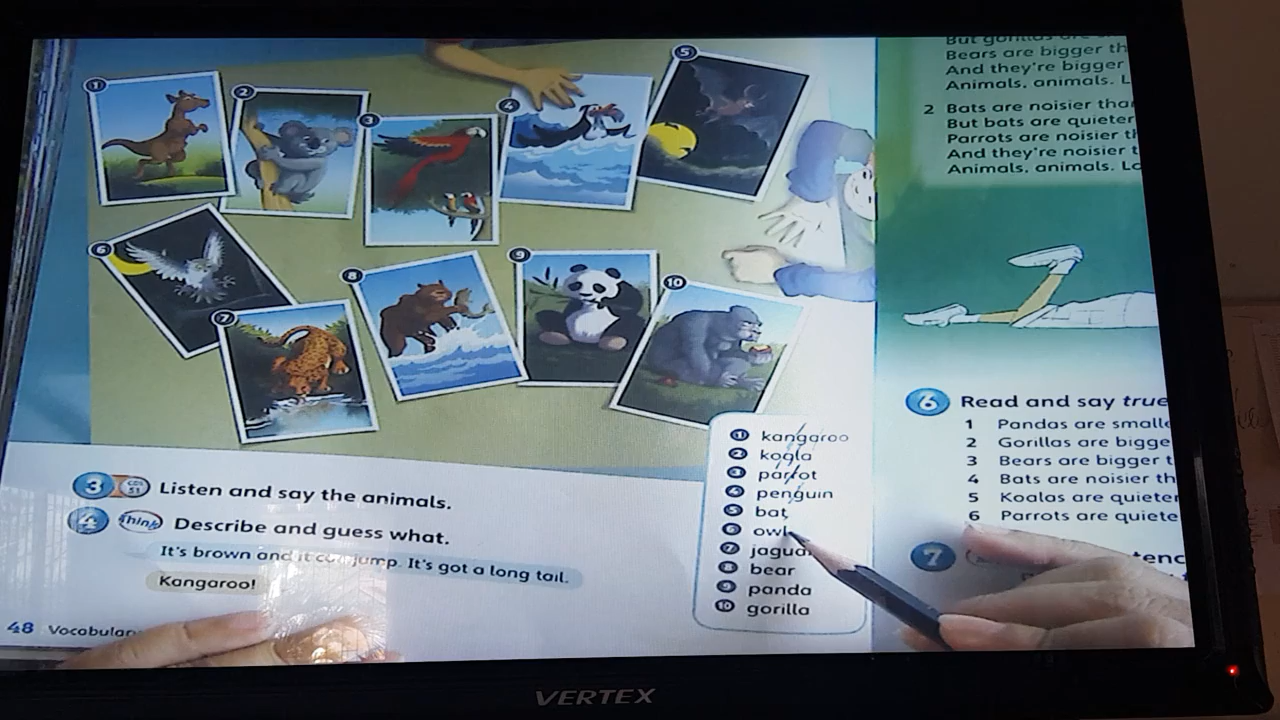 1
2
3
4
5
6
7
8
9
10
1 kangaroo
2 koala
3 parrot
4 penguin
5 bat
6 owl
7 jaguar
8 bear
9 panda
10 gorilla
3 CD2 51 Listen and say the animals.
4 Think Describe and guess what.
It's brown and it can jump. It's got a long tail.
Kangaroo!
48
But gorillas are
Bears are bigger th
And they're bigger
Animals, animals. L
2 Bats are noisier tha
But bats are quieter
Parrots are noisier th
And they're noisier t
Animals, animals. Lo
6 Read and say true
1 Pandas are smalle
2 Gorillas are bigge
3 Bears are bigger t
4 Bats are noisier th
5 Koalas are quieter
6 Parrots are quiete
7
VERTEX